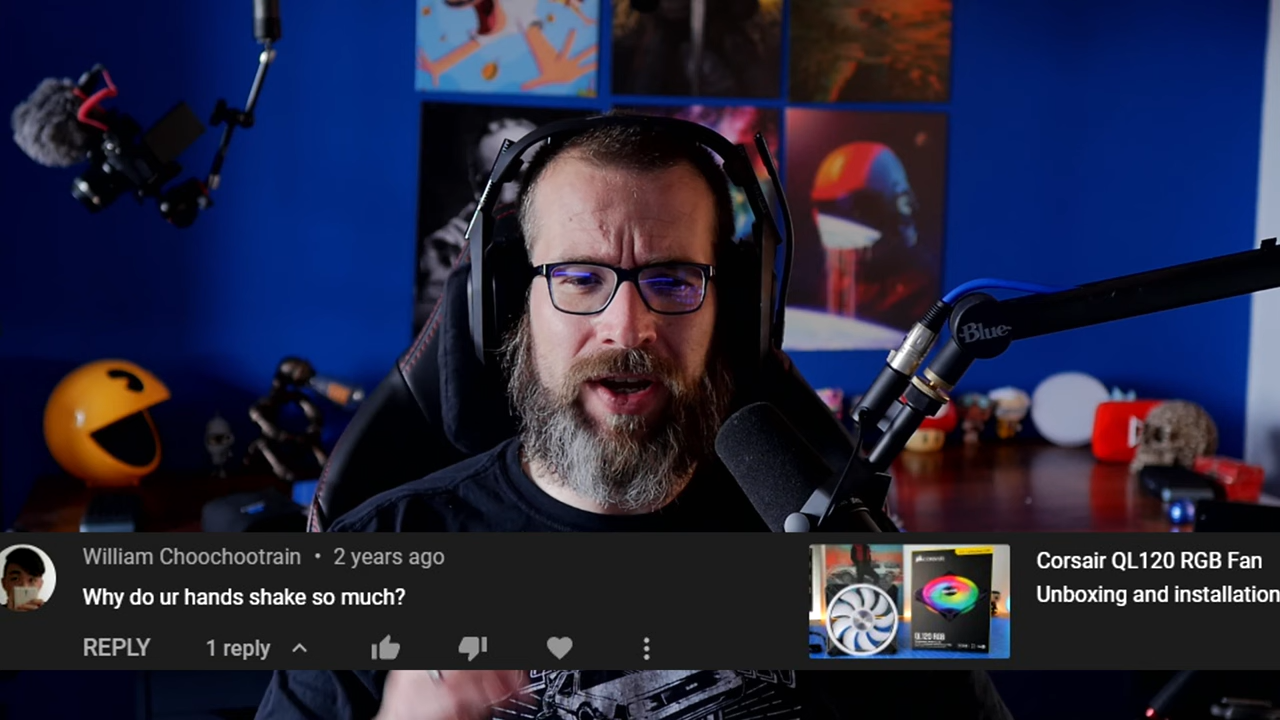 Blue
William Choochootrain • 2 years ago
Why do ur hands shake so much?
REPLY 1 reply
Corsair QL120 RGB Fan
Unboxing and installation
QL120 RGB